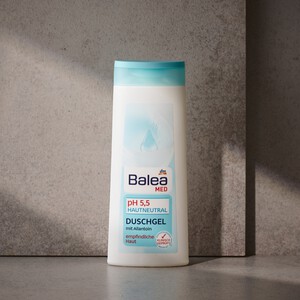 Balea
MED
pH 5,5
HAUTNEUTRAL
DUSCHGEL
mit Allantoin
empfindliche
Haut